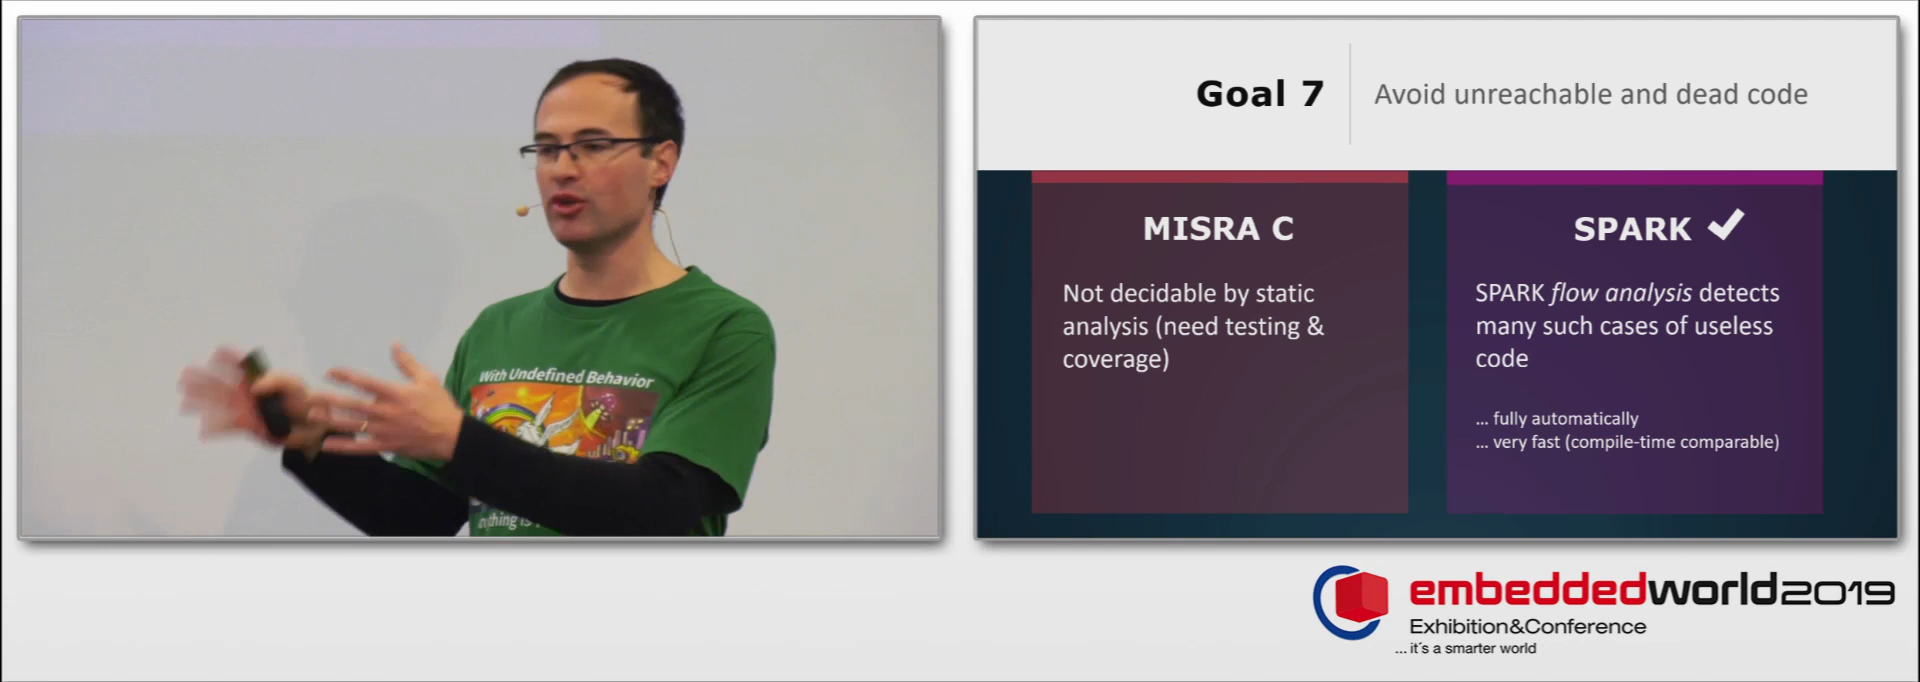 With Undefined Behavior
Goal 7
Avoid unreachable and dead code
MISRA C
Not decidable by static
analysis (need testing &
coverage)
SPARK
SPARK flow analysis detects
many such cases of useless
code
... fully automatically
... very fast (compile-time comparable)
embeddedworld2019
Exhibition&Conference
... it´s a smarter world